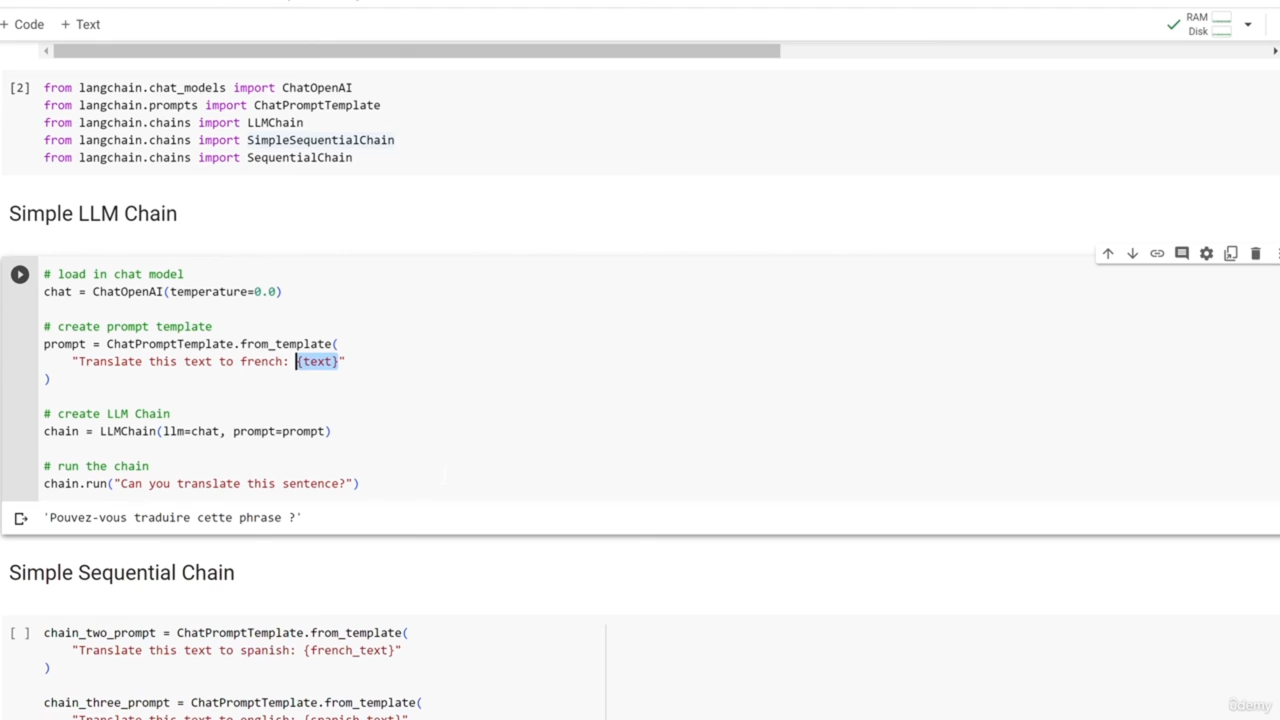 + Code + Text
RAM
Disk
[2] from langchain.chat_models import ChatOpenAI
from langchain.prompts import ChatPromptTemplate
from langchain.chains import LLMChain
from langchain.chains import SimpleSequentialChain
from langchain.chains import SequentialChain
Simple LLM Chain
# load in chat model
chat = ChatOpenAI(temperature=0.0)
# create prompt template
prompt = ChatPromptTemplate.from_template(
"Translate this text to french: {text}"
)
# create LLM Chain
chain = LLMChain(llm=chat, prompt=prompt)
# run the chain
chain.run("Can you translate this sentence?")
'Pouvez-vous traduire cette phrase ?'
Simple Sequential Chain
[ ] chain_two_prompt = ChatPromptTemplate.from_template(
"Translate this text to spanish: {french_text}"
)
chain_three_prompt = ChatPromptTemplate.from_template(
"Translate this text to english: {spanish_text}"
ûdemy